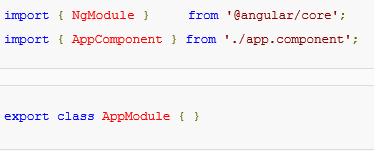 import { NgModule }     from '@angular/core';
import { AppComponent } from './app.component';
export class AppModule { }